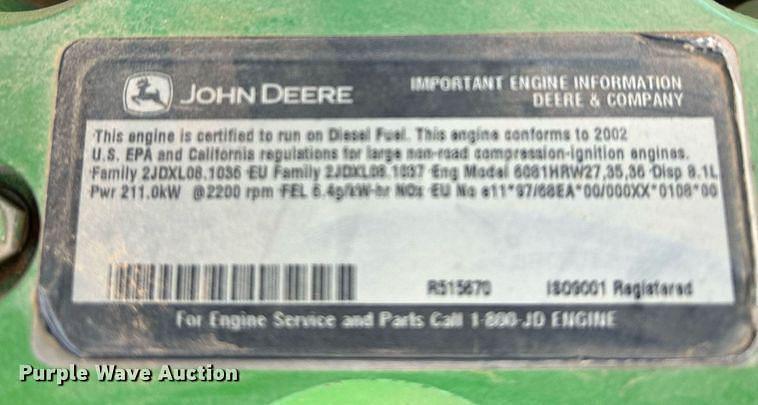 JOHN DEERE
IMPORTANT ENGINE INFORMATION
DEERE & COMPANY
This engine is certified to run on Diesel Fuel. This engine conforms to 2002
U.S. EPA and California regulations for large non-road compression-ignition engines.
Family 2JDXL08.1036 EU Family 2JDXL08.1037 Eng Model 6081HRW27,35,36 Disp 8.1L
Pwr 211.0kW @2200 rpm FEL 6.4g/kW-hr NOx EU No e11*97/68EA*00/000XX*0108*00
R515670
ISO9001 Registered
For Engine Service and Parts Call 1-800-JD ENGINE
Purple Wave Auction